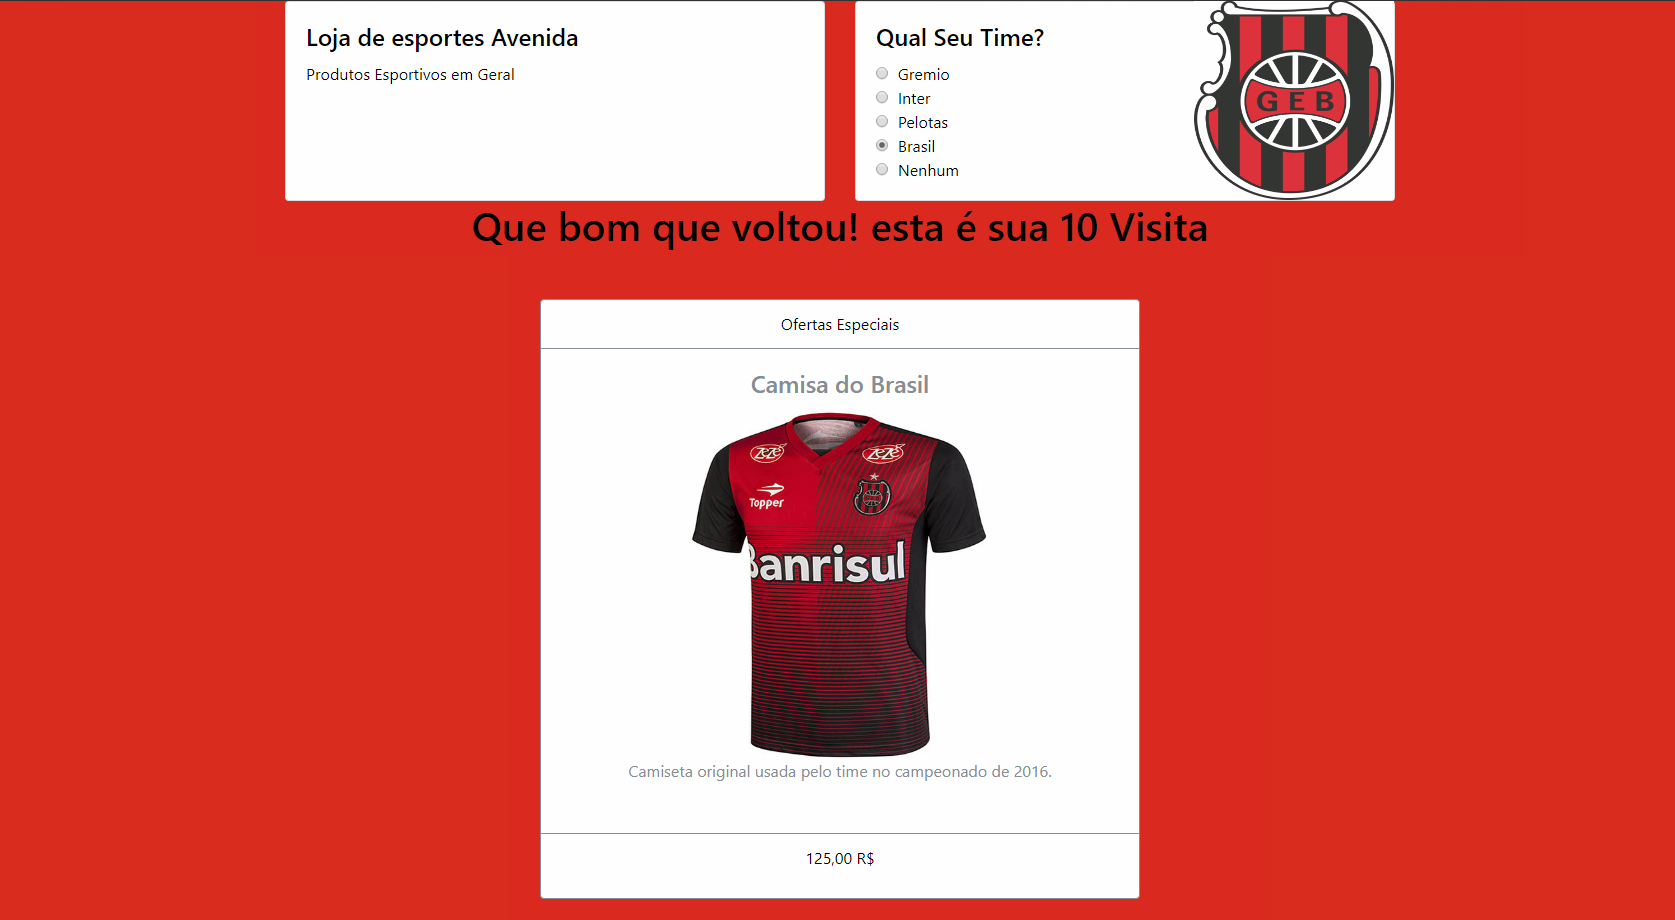 Loja de esportes Avenida
Produtos Esportivos em Geral
Qual Seu Time?
Gremio
Inter
Pelotas
Brasil
Nenhum
G E B
Que bom que voltou! esta é sua 10 Visita
Ofertas Especiais
Camisa do Brasil
Topper
Banrisul
Camiseta original usada pelo time no campeonado de 2016.
125,00 R$